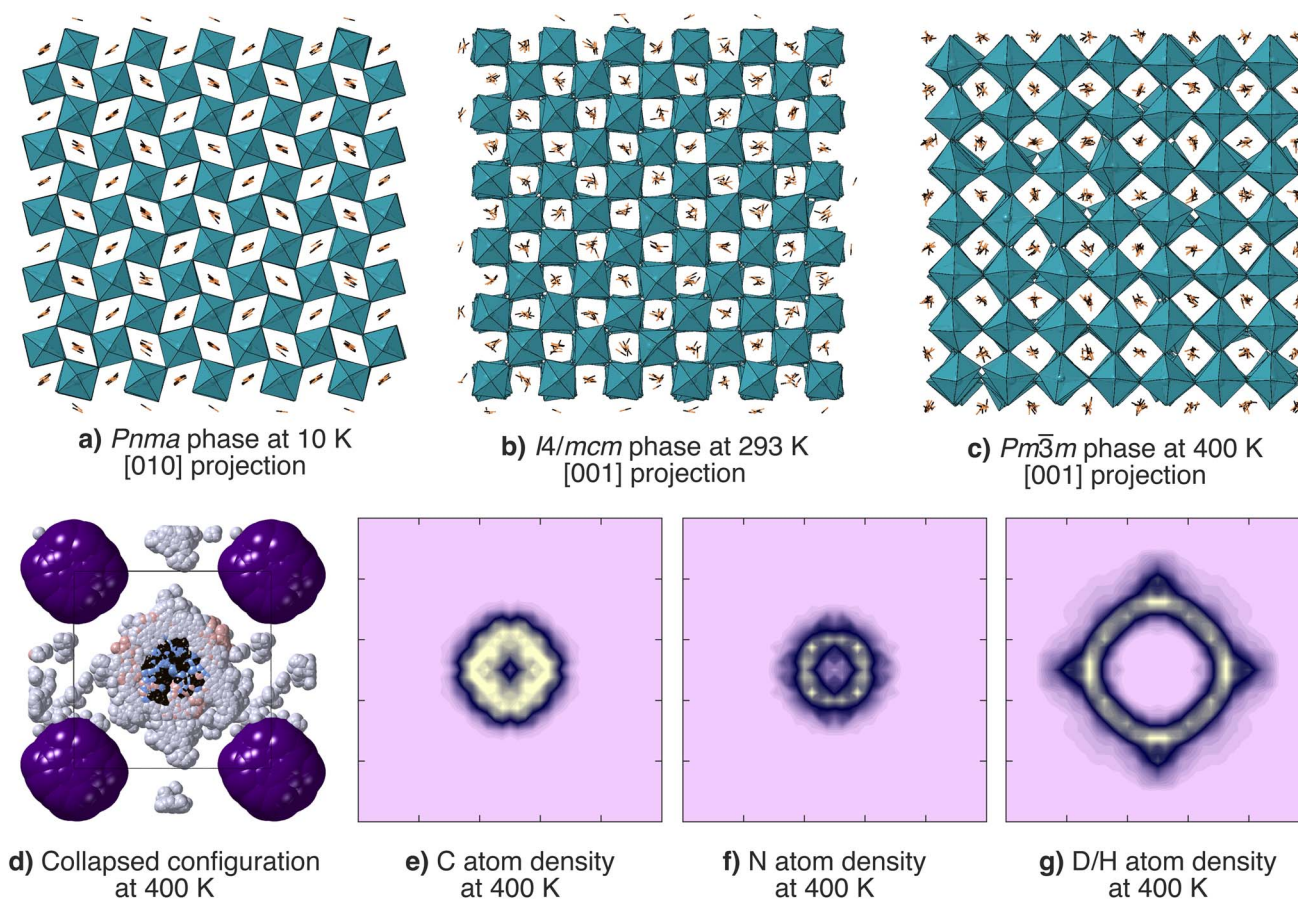 a) Pnma phase at 10 K
[010] projection
b) I4/mcm phase at 293 K
[001] projection
c) Pm3̅m phase at 400 K
[001] projection
d) Collapsed configuration
at 400 K
e) C atom density
at 400 K
f) N atom density
at 400 K
g) D/H atom density
at 400 K